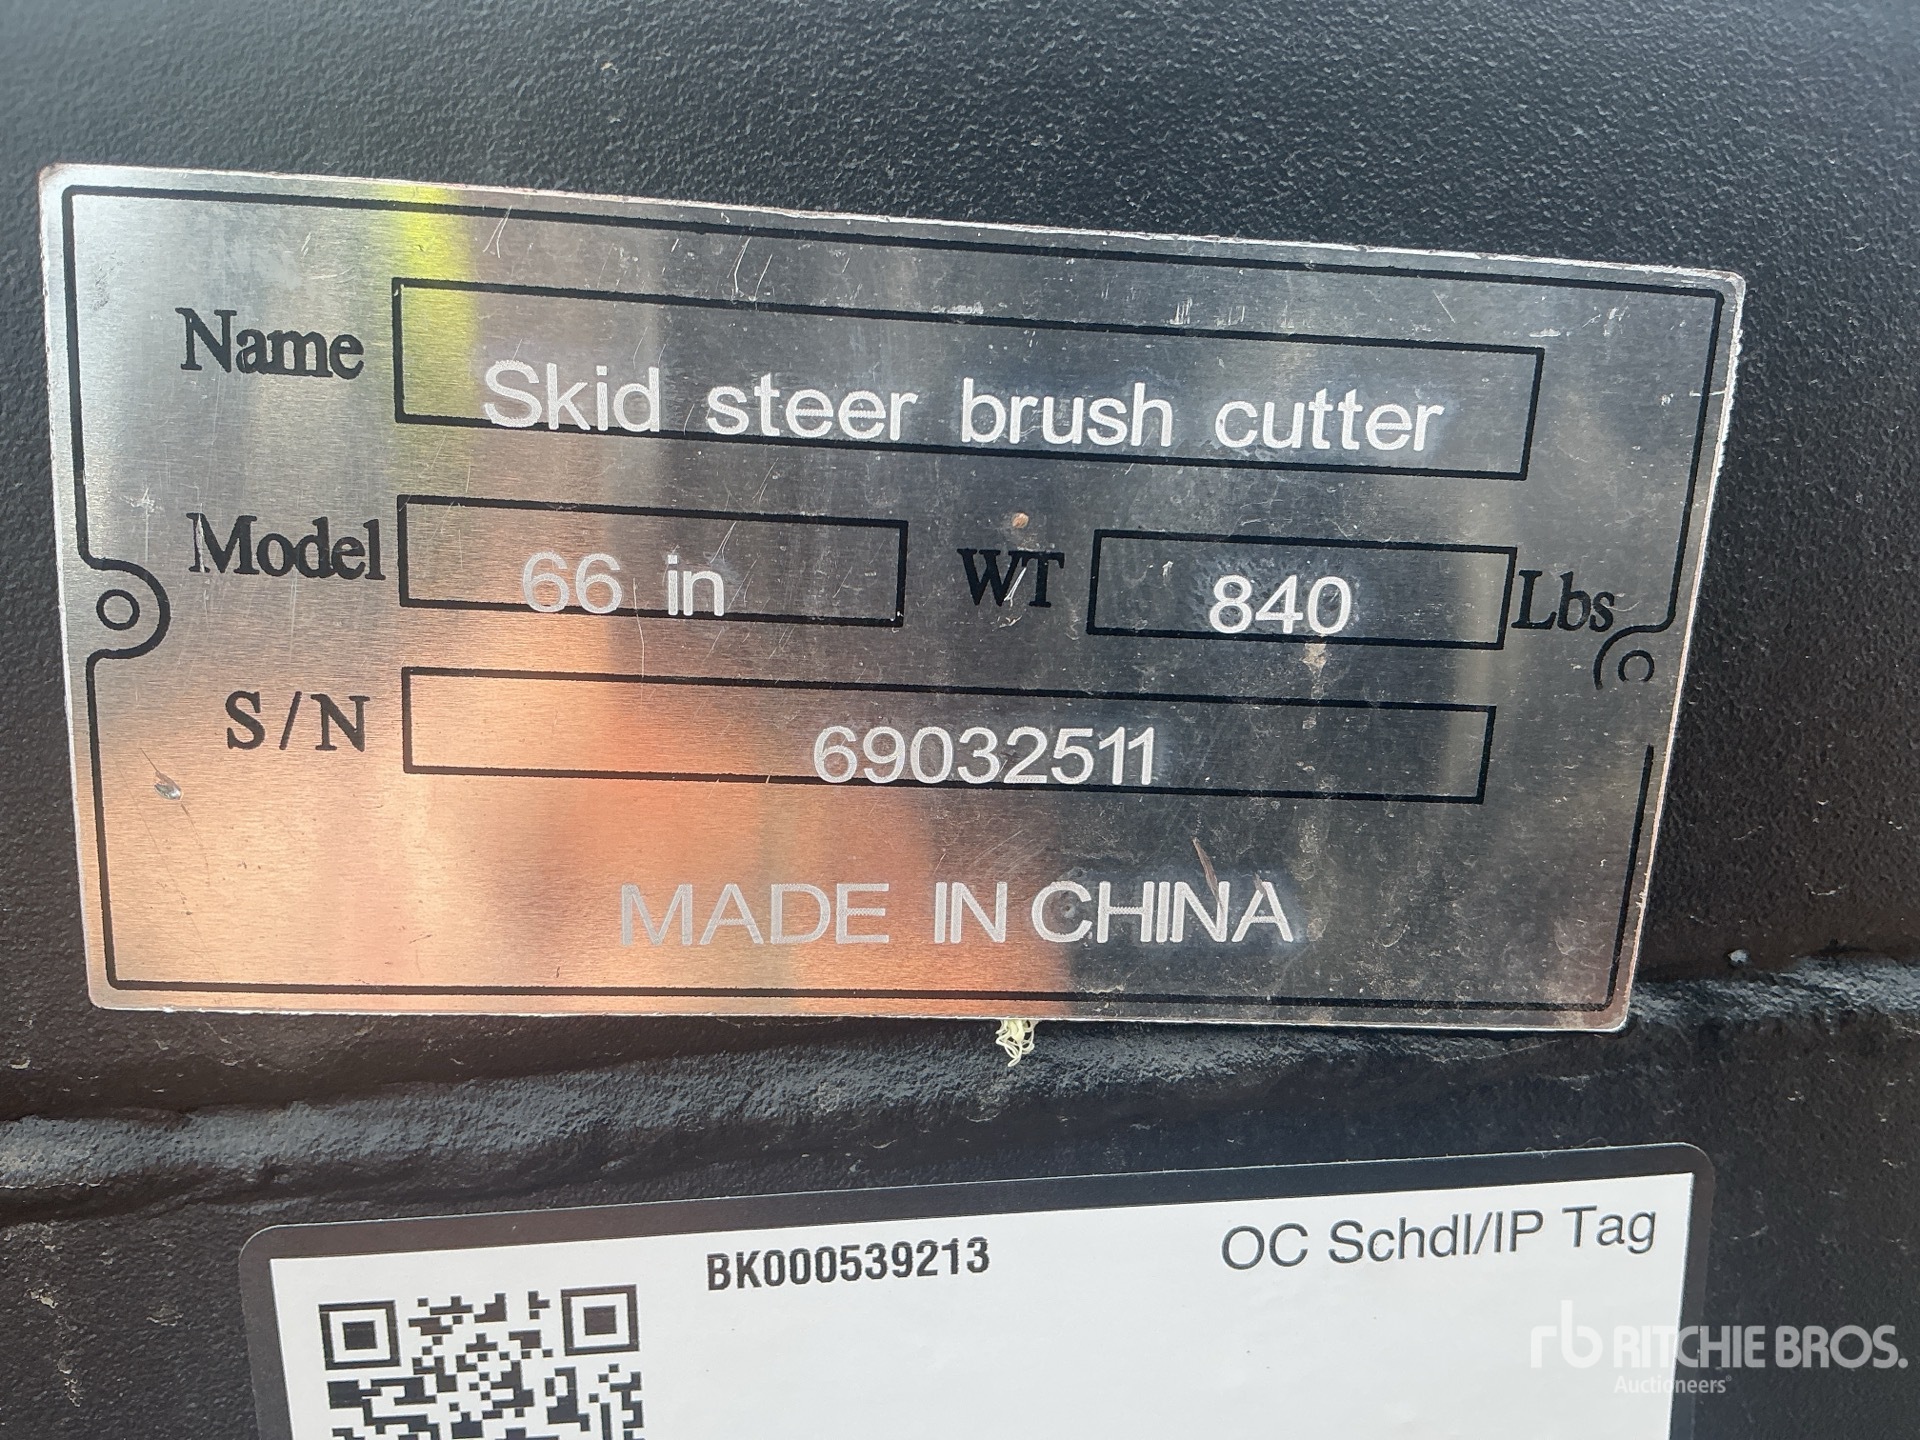 Name Skid steer brush cutter
Model 66 in WT 840 Lbs
S/N 69032511
MADE IN CHINA
BK000539213 OC Schdl/IP Tag
rb RITCHIE BROS.
Auctioneers